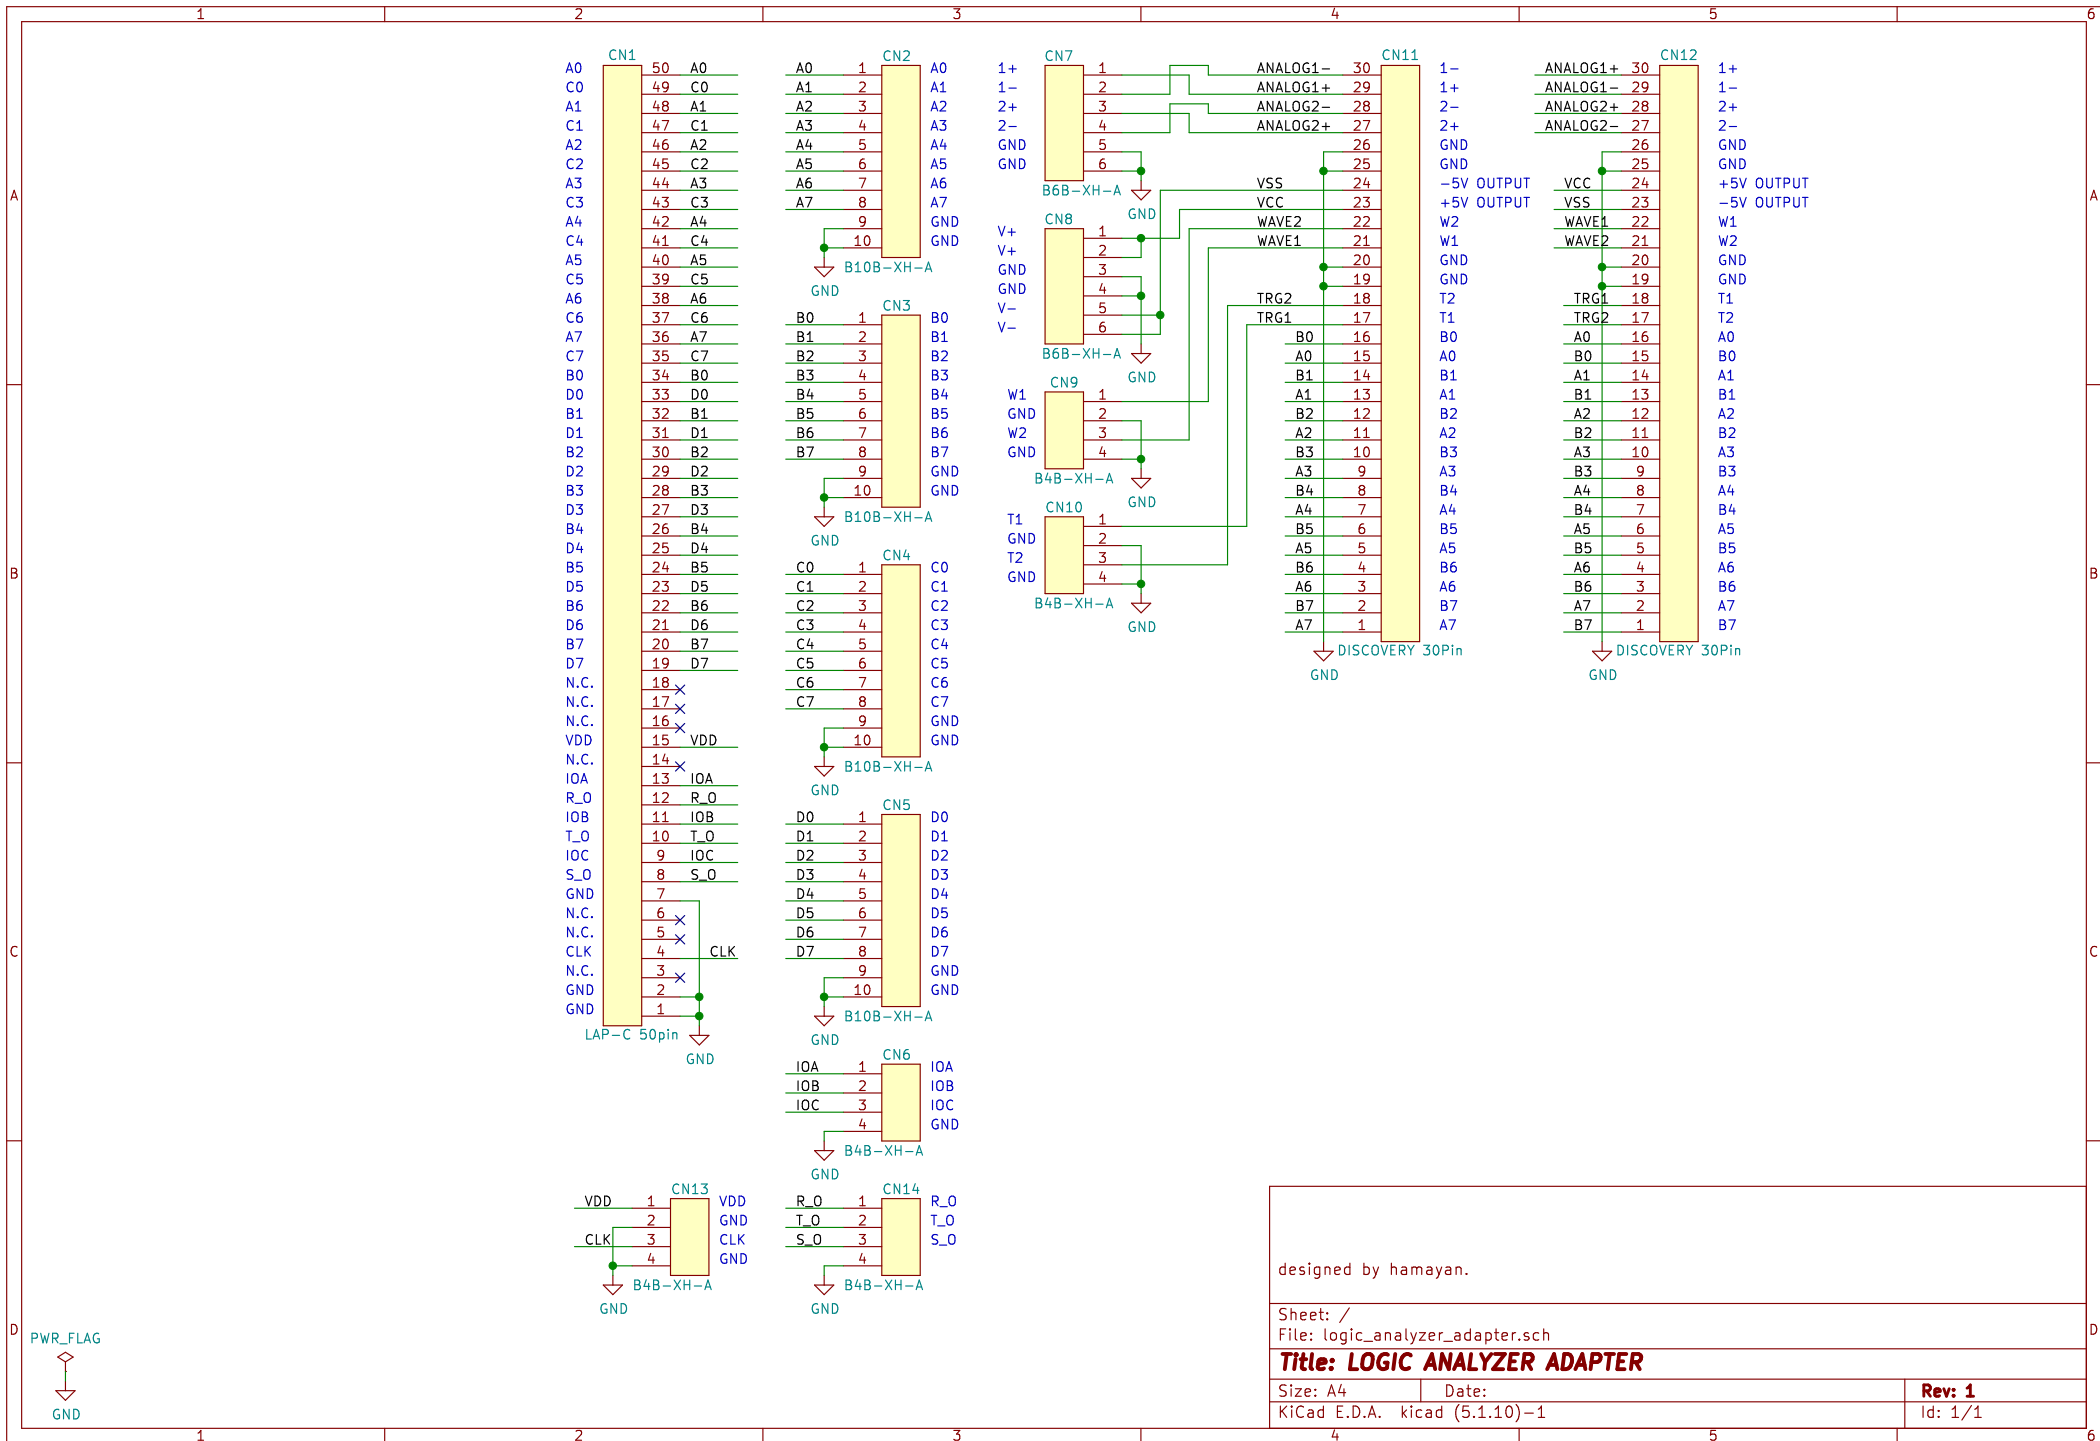 1 2 3 4 5 6
CN1
A0 50 A0
C0 49 C0
A1 48 A1
C1 47 C1
A2 46 A2
C2 45 C2
A3 44 A3
C3 43 C3
A4 42 A4
C4 41 C4
A5 40 A5
C5 39 C5
A6 38 A6
C6 37 C6
A7 36 A7
C7 35 C7
B0 34 B0
D0 33 D0
B1 32 B1
D1 31 D1
B2 30 B2
D2 29 D2
B3 28 B3
D3 27 D3
B4 26 B4
D4 25 D4
B5 24 B5
D5 23 D5
B6 22 B6
D6 21 D6
B7 20 B7
D7 19 D7
N.C. 18
N.C. 17
N.C. 16
VDD 15 VDD
N.C. 14
IOA 13 IOA
R_O 12 R_O
IOB 11 IOB
T_O 10 T_O
IOC 9 IOC
S_O 8 S_O
GND 7
N.C. 6
N.C. 5
CLK 4 CLK
N.C. 3
GND 2
GND 1
LAP-C 50pin
GND
CN2
A0 1 A0
A1 2 A1
A2 3 A2
A3 4 A3
A4 5 A4
A5 6 A5
A6 7 A6
A7 8 A7
9 GND
10 GND
B10B-XH-A
GND
CN3
B0 1 B0
B1 2 B1
B2 3 B2
B3 4 B3
B4 5 B4
B5 6 B5
B6 7 B6
B7 8 B7
9 GND
10 GND
B10B-XH-A
GND
CN4
C0 1 C0
C1 2 C1
C2 3 C2
C3 4 C3
C4 5 C4
C5 6 C5
C6 7 C6
C7 8 C7
9 GND
10 GND
B10B-XH-A
GND
CN5
D0 1 D0
D1 2 D1
D2 3 D2
D3 4 D3
D4 5 D4
D5 6 D5
D6 7 D6
D7 8 D7
9 GND
10 GND
B10B-XH-A
GND
CN6
IOA 1 IOA
IOB 2 IOB
IOC 3 IOC
4 GND
B4B-XH-A
GND
CN13
VDD 1 VDD
2 GND
CLK 3 CLK
4 GND
B4B-XH-A
GND
CN14
R_O 1 R_O
T_O 2 T_O
S_O 3 S_O
4
B4B-XH-A
GND
CN7
1+ 1
1- 2
2+ 3
2- 4
GND 5
GND 6
B6B-XH-A
GND
CN8
V+ 1
V+ 2
GND 3
GND 4
V- 5
V- 6
B6B-XH-A
GND
CN9
W1 1
GND 2
W2 3
GND 4
B4B-XH-A
GND
CN10
T1 1
GND 2
T2 3
GND 4
B4B-XH-A
GND
CN11
ANALOG1- 30 1-
ANALOG1+ 29 1+
ANALOG2- 28 2-
ANALOG2+ 27 2+
26 GND
25 GND
VSS 24 -5V OUTPUT
VCC 23 +5V OUTPUT
WAVE2 22 W2
WAVE1 21 W1
20 GND
19 GND
TRG2 18 T2
TRG1 17 T1
B0 16 B0
A0 15 A0
B1 14 B1
A1 13 A1
B2 12 B2
A2 11 A2
B3 10 B3
A3 9 A3
B4 8 B4
A4 7 A4
B5 6 B5
A5 5 A5
B6 4 B6
A6 3 A6
B7 2 B7
A7 1 A7
DISCOVERY 30Pin
GND
CN12
ANALOG1+ 30 1+
ANALOG1- 29 1-
ANALOG2+ 28 2+
ANALOG2- 27 2-
26 GND
25 GND
VCC 24 +5V OUTPUT
VSS 23 -5V OUTPUT
WAVE1 22 W1
WAVE2 21 W2
20 GND
19 GND
TRG1 18 T1
TRG2 17 T2
A0 16 A0
B0 15 B0
A1 14 A1
B1 13 B1
A2 12 A2
B2 11 B2
A3 10 A3
B3 9 B3
A4 8 A4
B4 7 B4
A5 6 A5
B5 5 B5
A6 4 A6
B6 3 B6
A7 2 A7
B7 1 B7
DISCOVERY 30Pin
GND
A A
B B
C C
D D
PWR_FLAG
GND
designed by hamayan.
Sheet: /
File: logic_analyzer_adapter.sch
Title: LOGIC ANALYZER ADAPTER
Size: A4 Date: Rev: 1
KiCad E.D.A. kicad (5.1.10)-1 Id: 1/1
1 2 3 4 5 6